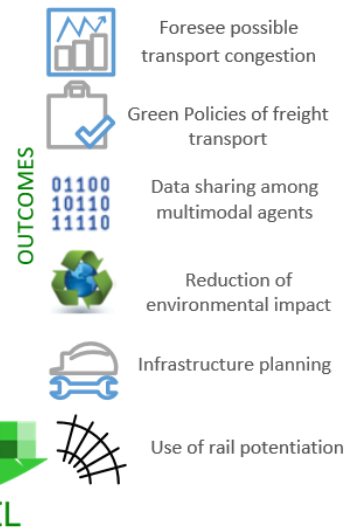 Foresee possible
transport congestion
Green Policies of freight
transport
OUTCOMES
01100
10110
11110
Data sharing among
multimodal agents
Reduction of
environmental impact
Infrastructure planning
Use of rail potentiation